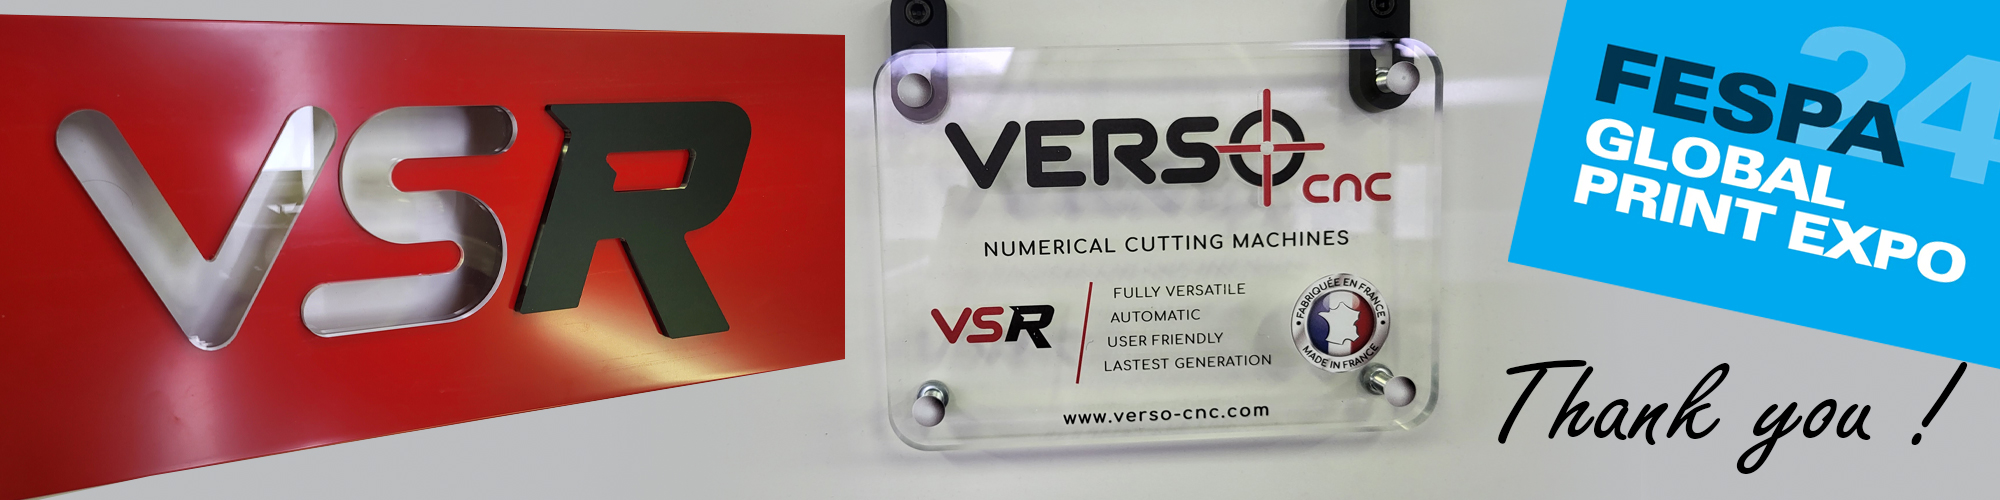 VSR
VERSO
cnc
NUMERICAL CUTTING MACHINES
VSR
FULLY VERSATILE
AUTOMATIC
USER FRIENDLY
LASTEST GENERATION
• FABRIQUÉE EN FRANCE •
MADE IN FRANCE
www.verso-cnc.com
FESPA 24
GLOBAL
PRINT EXPO
Thank you !